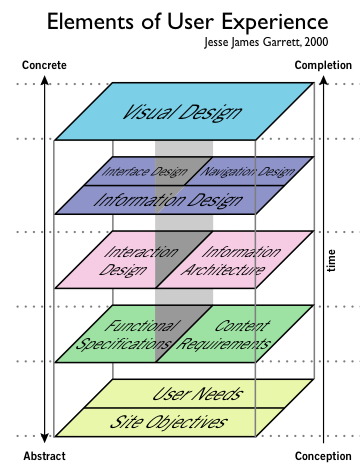 Elements of User Experience
Jesse James Garrett, 2000
Concrete
Completion
Visual Design
Interface Design
Navigation Design
Information Design
Interaction
Design
Information
Architecture
time
Functional
Specifications
Content
Requirements
User Needs
Site Objectives
Abstract
Conception